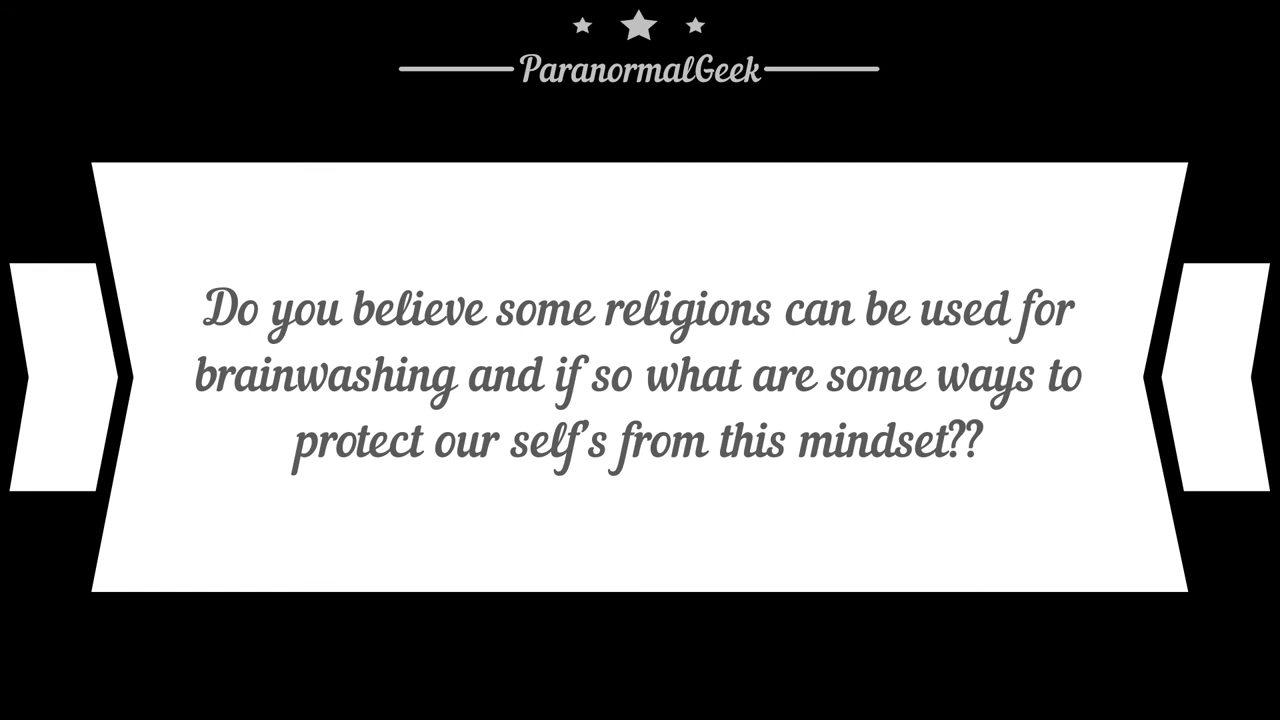 ParanormalGeek
Do you believe some religions can be used for
brainwashing and if so what are some ways to
protect our self's from this mindset??